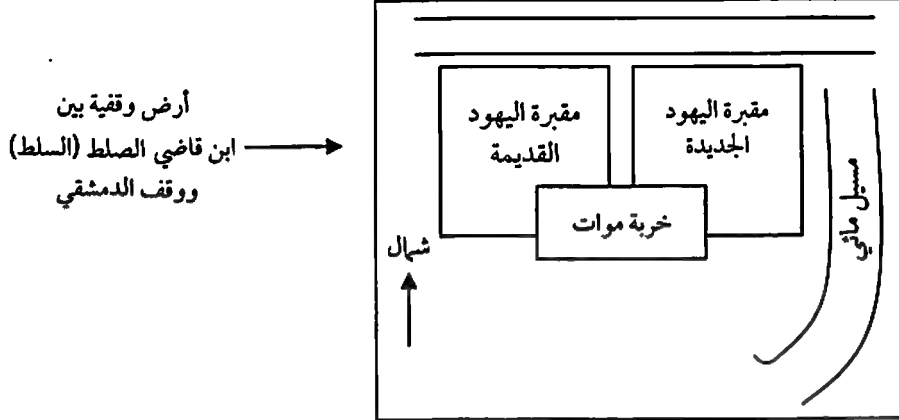 أرض وقفية بين
ابن قاضي الصلط (السلط)
ووقف الدمشقي
مقبرة اليهود
الجديدة
مقبرة اليهود
القديمة
خربة موات
مسيل مائي
شمال